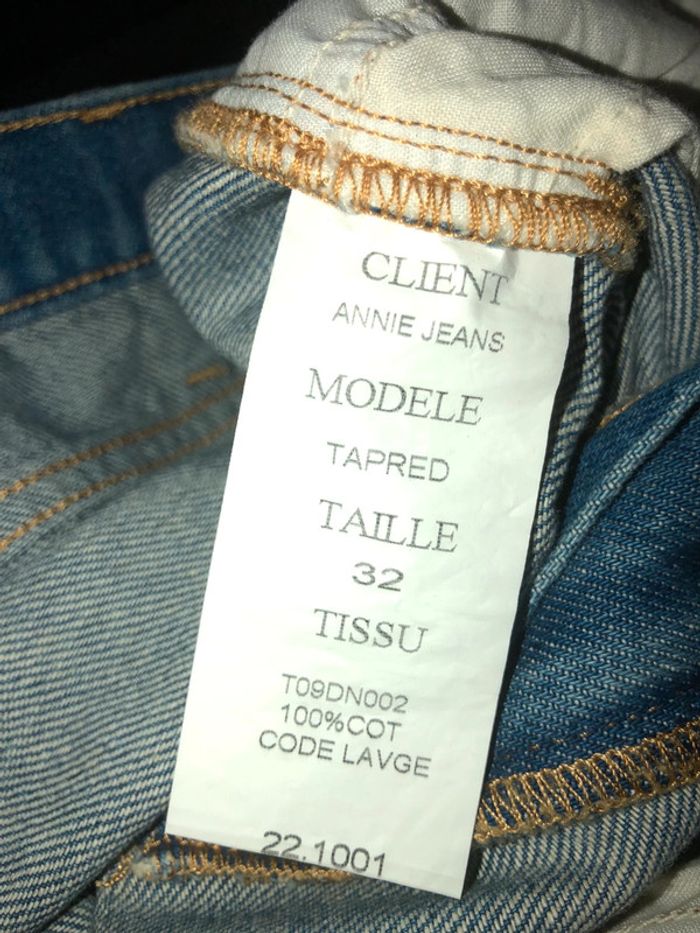 CLIENT
ANNIE JEANS
MODELE
TAPRED
TAILLE
32
TISSU
T09DN002
100%COT
CODE LAVGE
22.1001